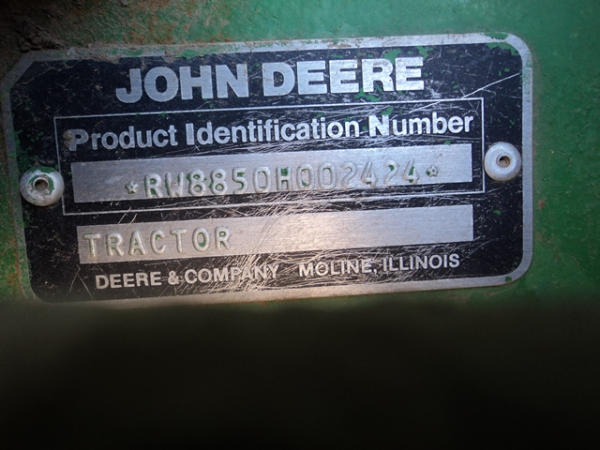 JOHN DEERE
Product Identification Number
*RW8850H002424*
TRACTOR
DEERE & COMPANY MOLINE, ILLINOIS